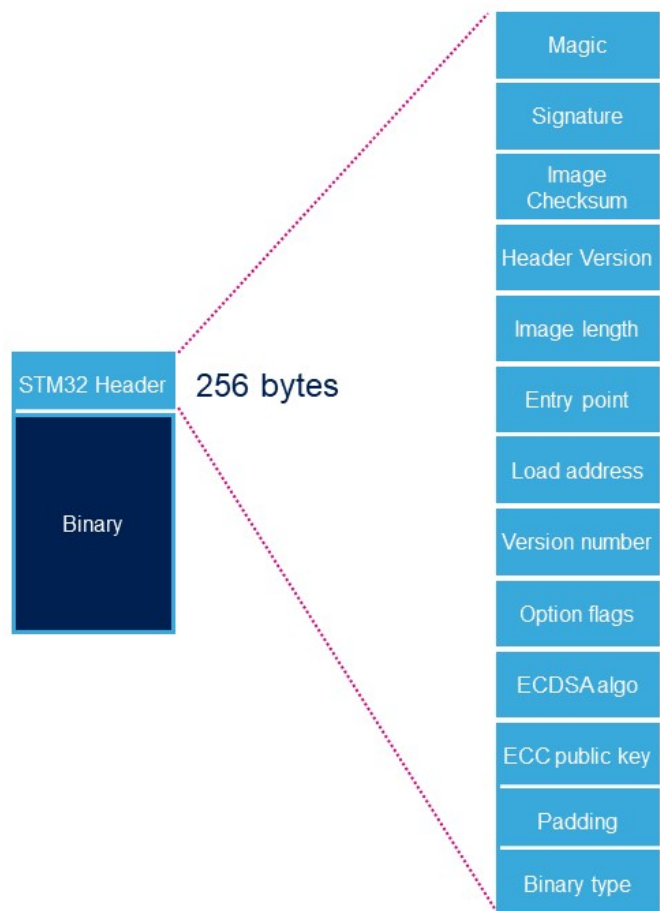 STM32 Header
256 bytes
Binary
Magic
Signature
Image
Checksum
Header Version
Image length
Entry point
Load address
Version number
Option flags
ECDSA algo
ECC public key
Padding
Binary type